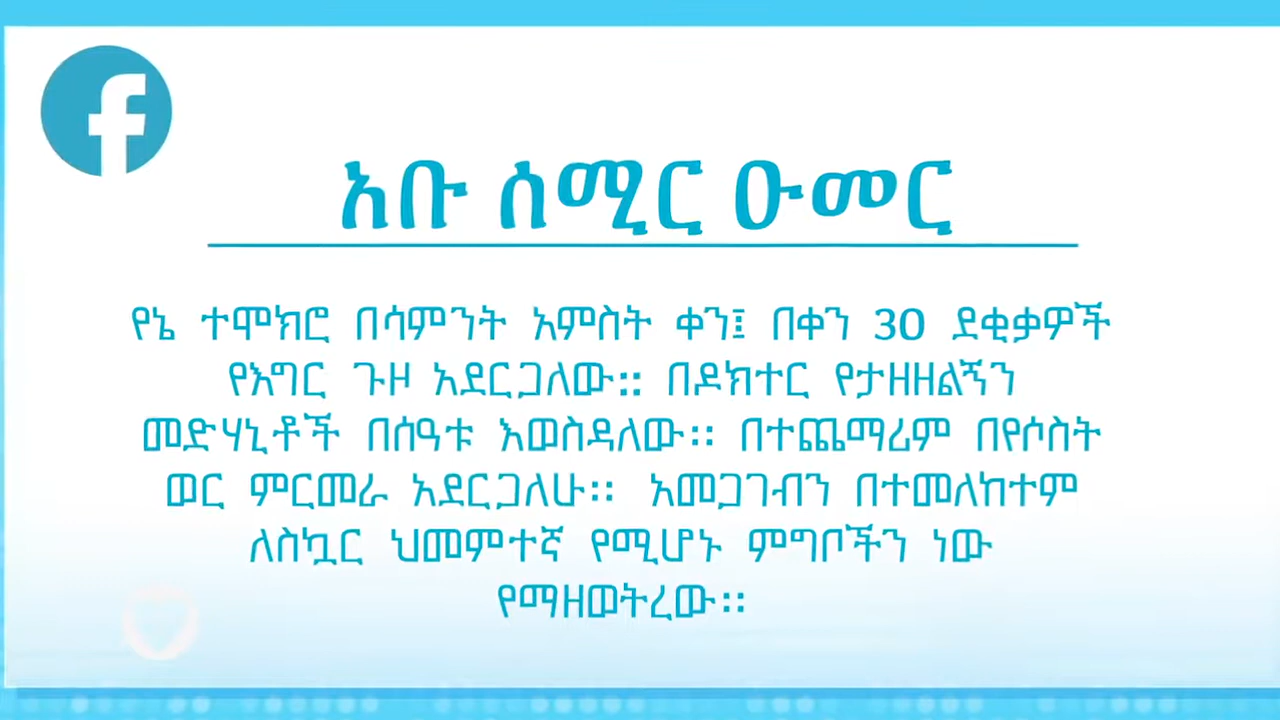 አቡ ሰሚር ዑመር
የኔ ተሞክሮ በሳምንት አምስት ቀን፤ በቀን 30 ደቂቃዎች
የእግር ጉዞ አደርጋለው።። በዶክተር የታዘዘልኝን
መድሃኒቶች በሰዓቱ እወስዳለው። በተጨማሪም በየሶስት
ወር ምርመራ አደርጋለሁ። አመጋገብን በተመለከተም
ለስኳር ህመምተኛ የሚሆኑ ምግቦችን ነው
የማዘወትረው።